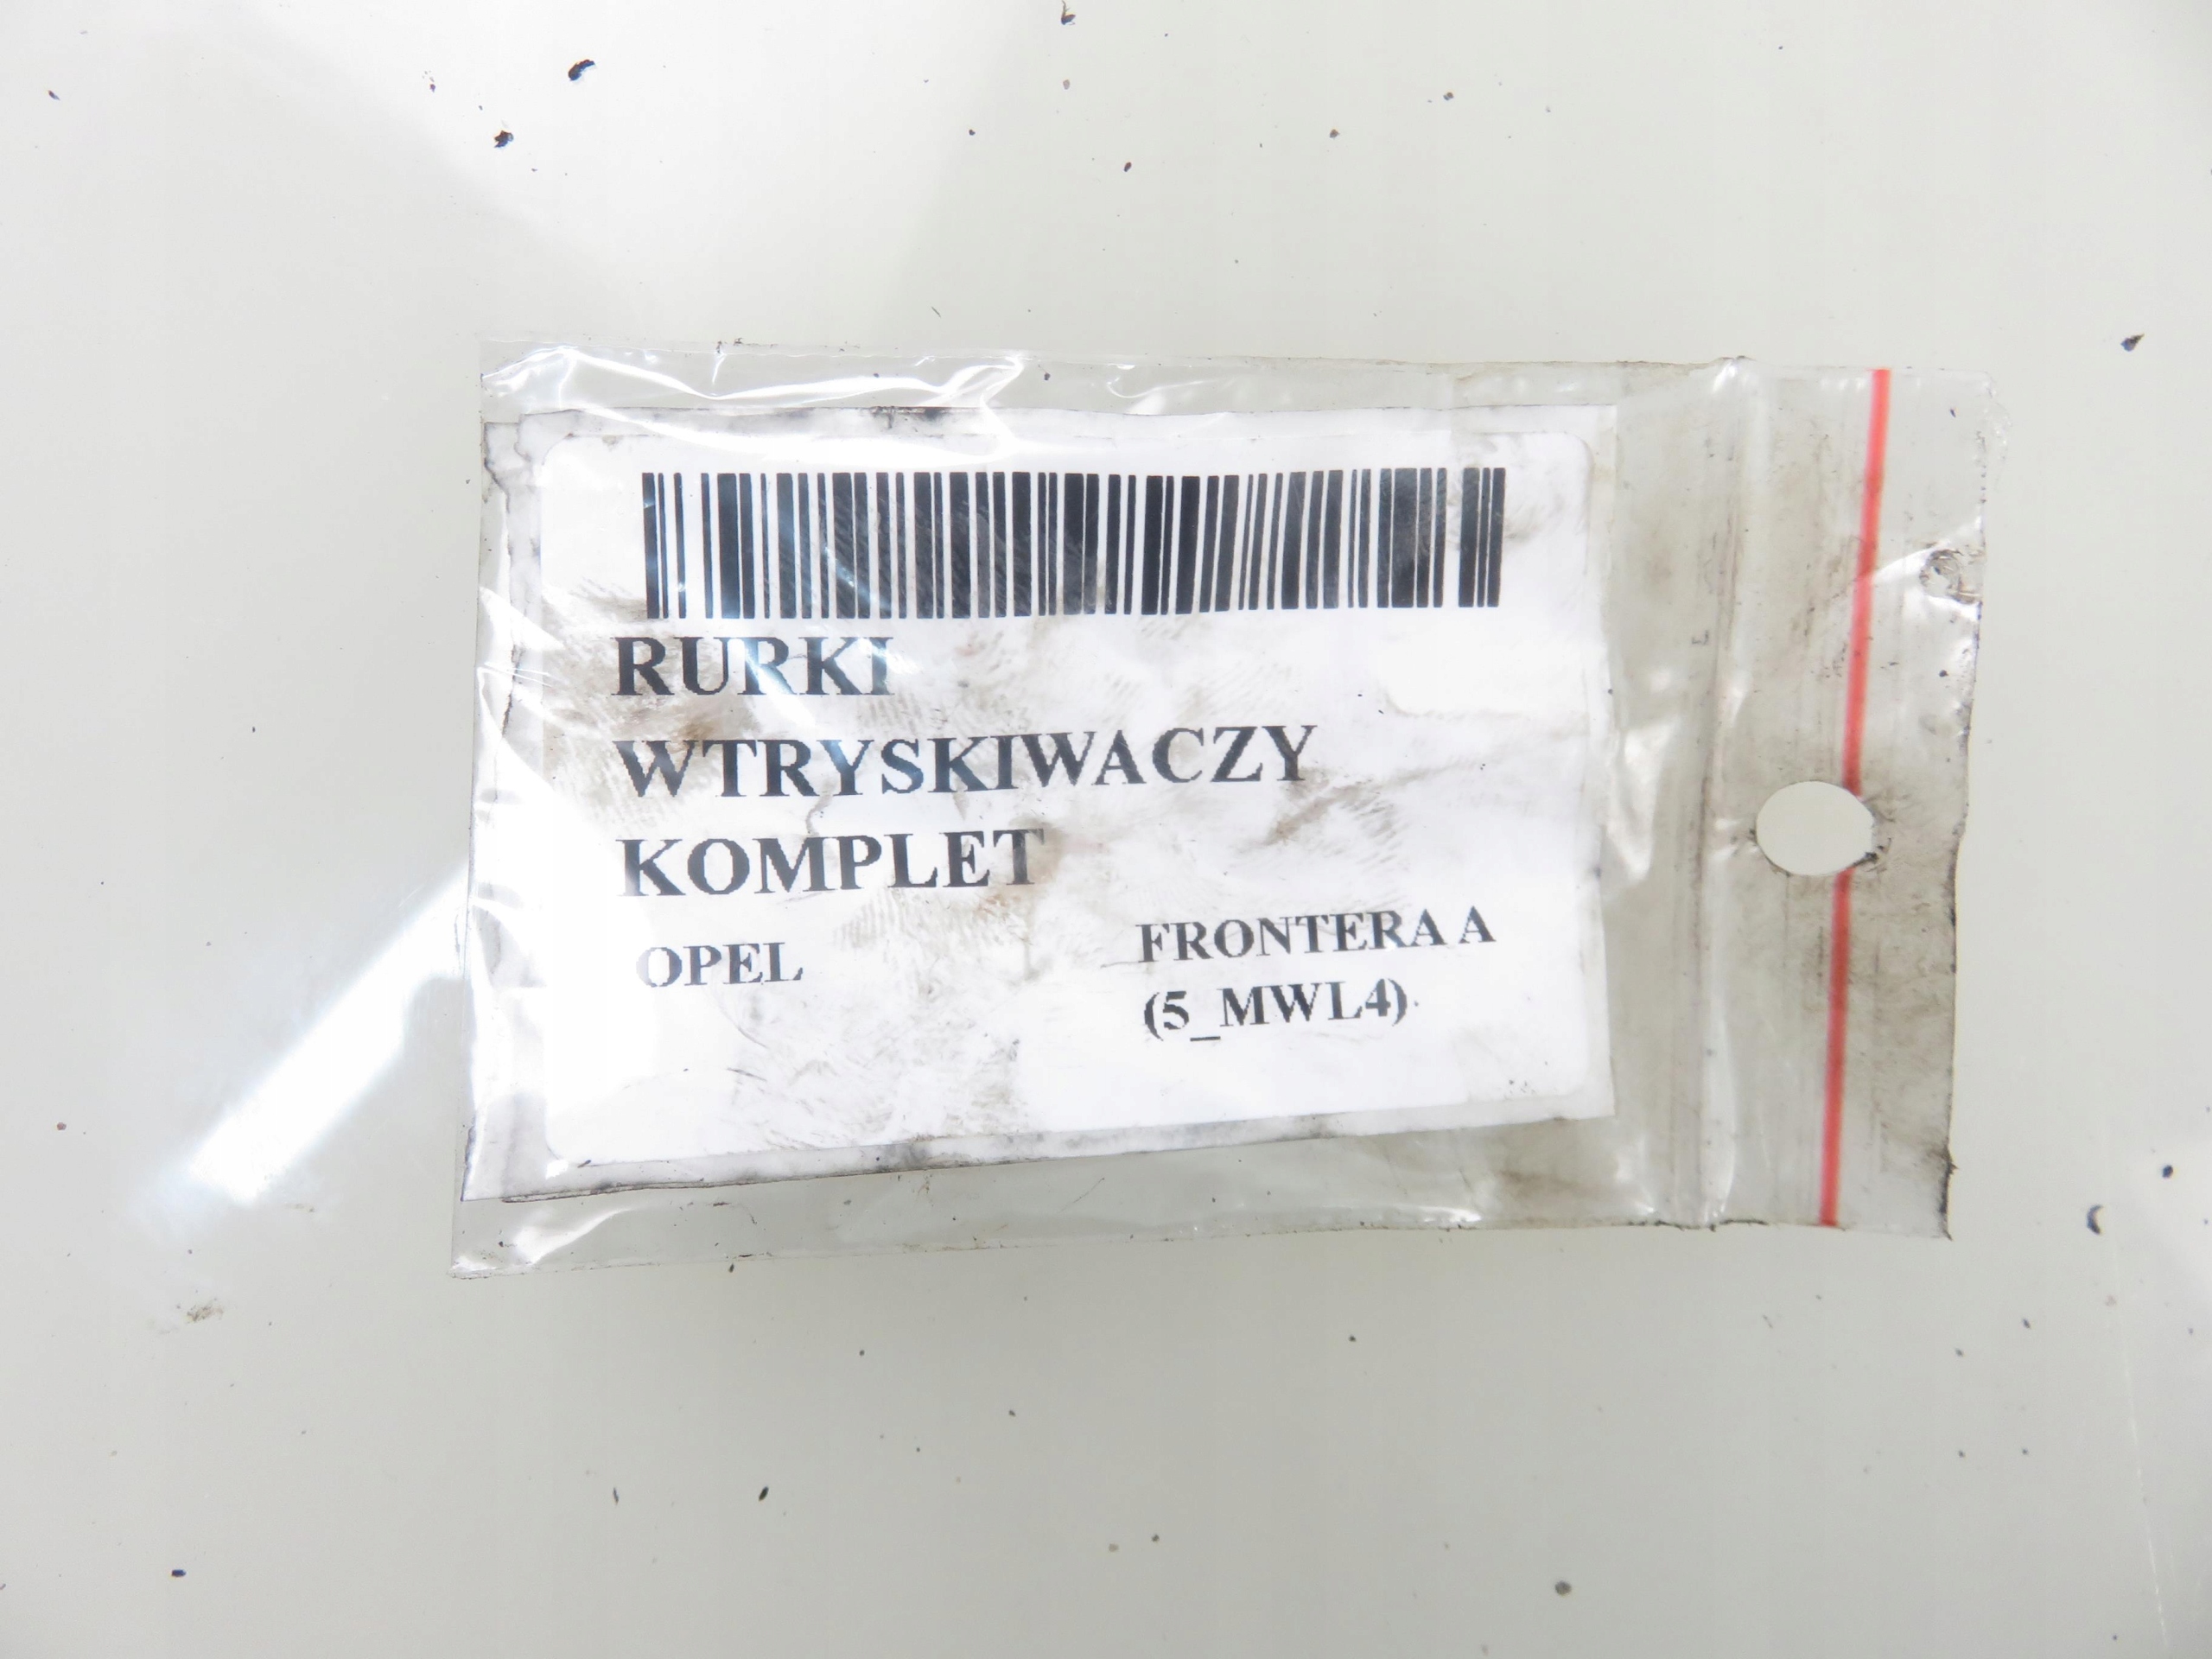 RURKI
WTRYSKIWACZY
KOMPLET
OPEL FRONTERA A
(5_MWL4)